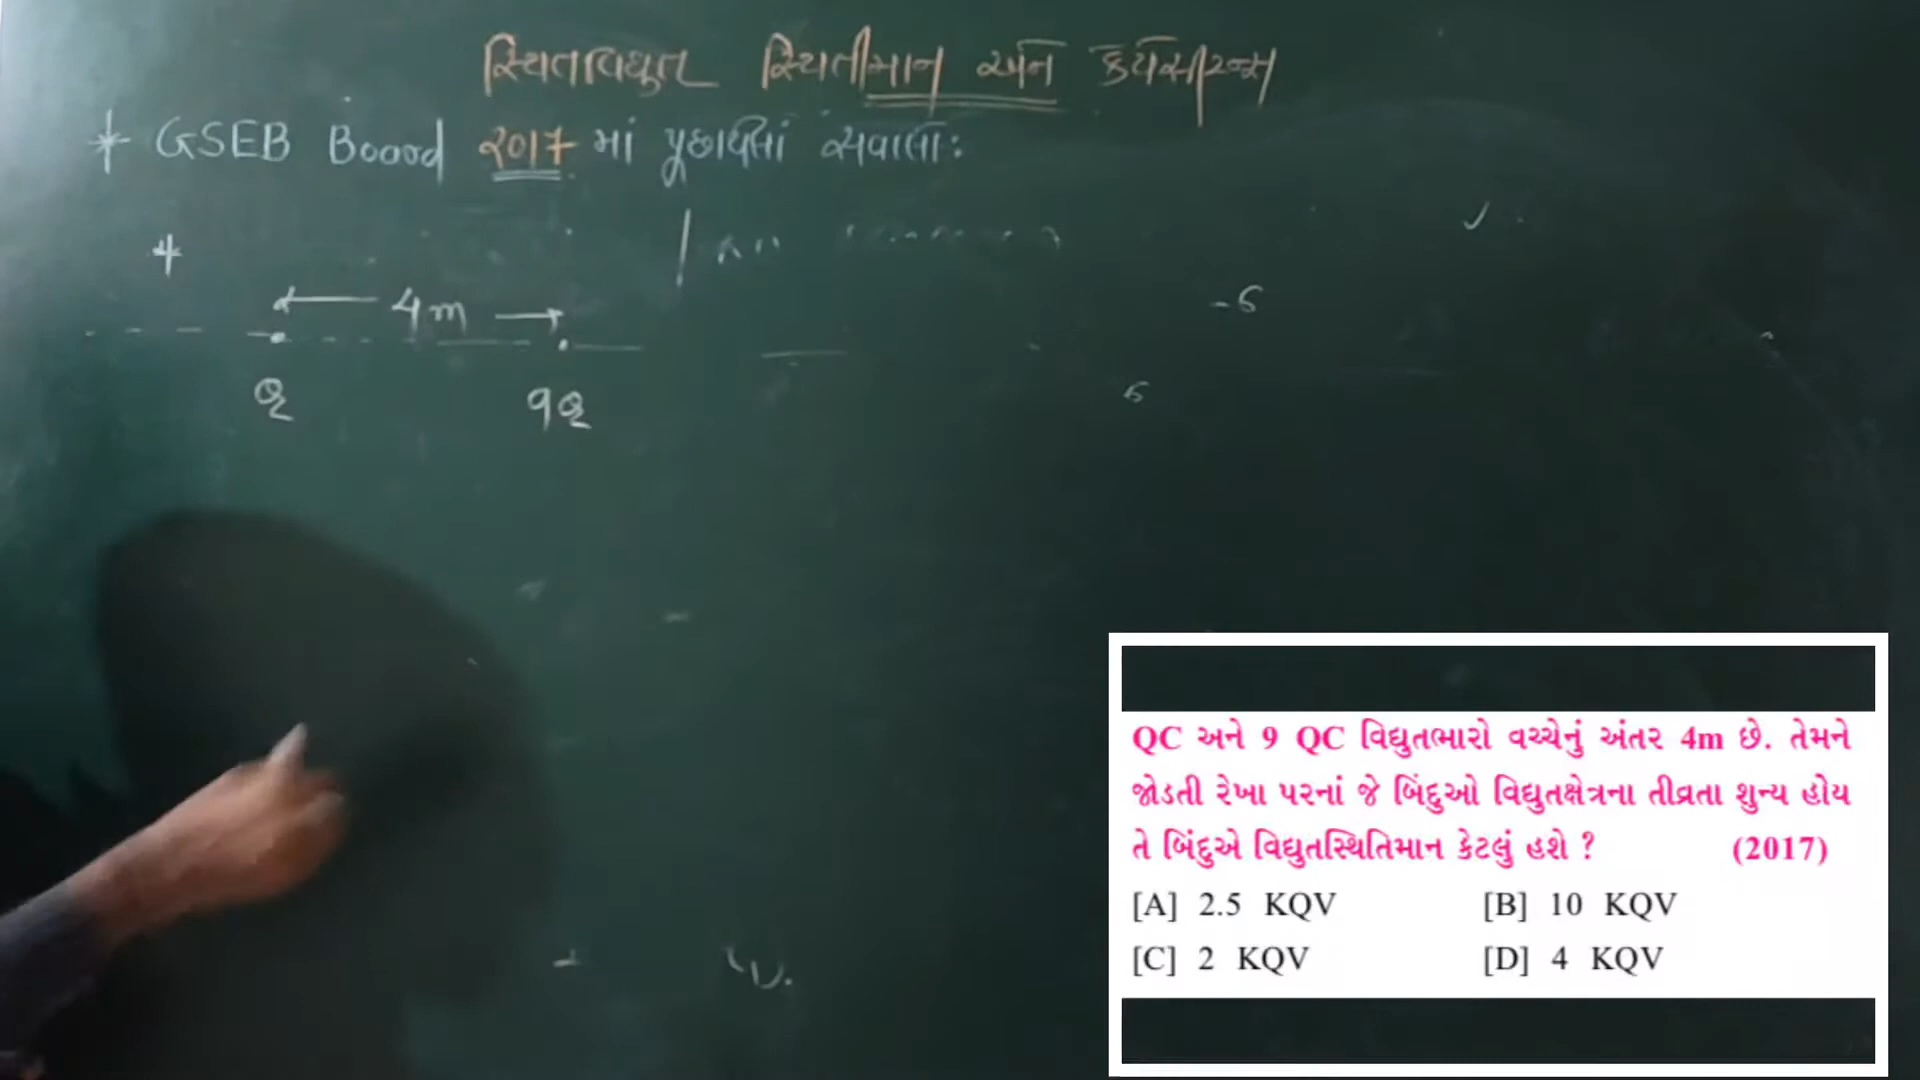 સ્થિતવિદ્યુત સ્થિતીમાન અને કેપેસીટન્સ
* GSEB Board 2017 માં પૂછાયેલાં સવાલો:
*
4m
Q 9Q
QC અને 9 QC વિદ્યુતભારો વચ્ચેનું અંતર 4m છે. તેમને
જોડતી રેખા પરનાં જે બિંદુઓ વિદ્યુતક્ષેત્રના તીવ્રતા શુન્ય હોય
તે બિંદુએ વિદ્યુતસ્થિતિમાન કેટલું હશે ? (2017)
[A] 2.5 KQV [B] 10 KQV
[C] 2 KQV [D] 4 KQV